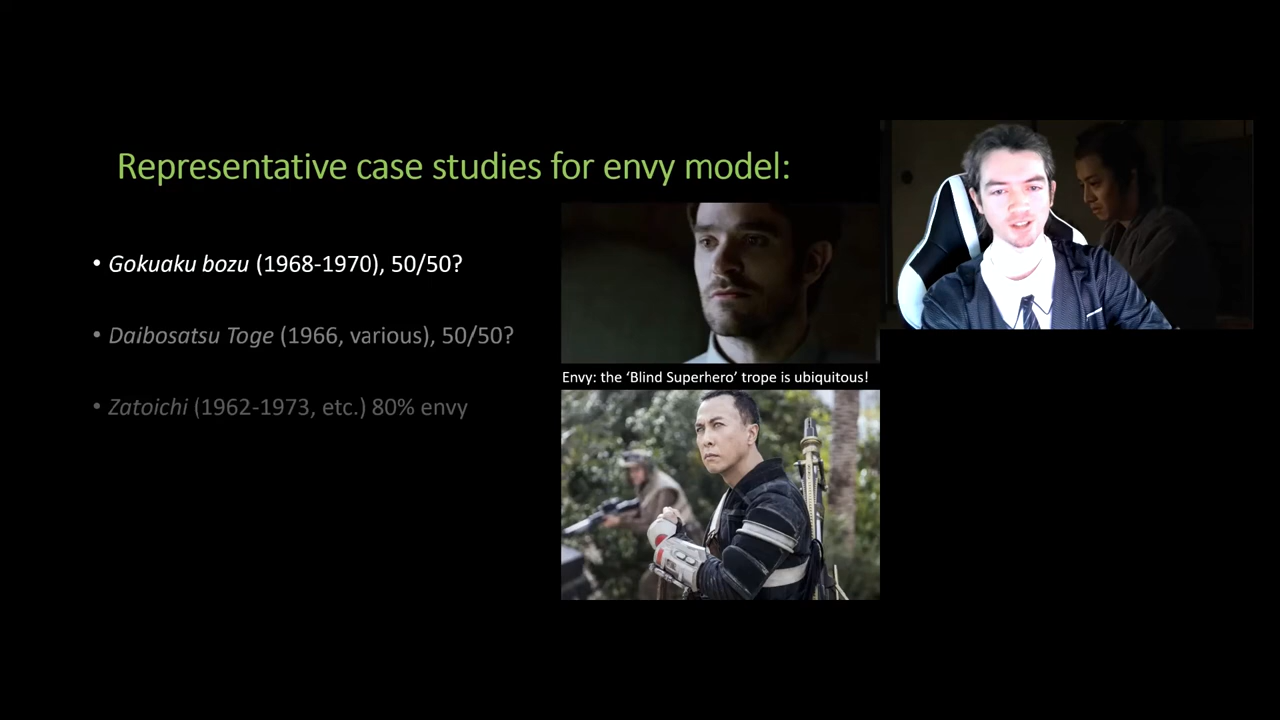 Representative case studies for envy model:
• Gokuaku bozu (1968-1970), 50/50?
• Daibosatsu Toge (1966, various), 50/50?
• Zatoichi (1962-1973, etc.) 80% envy
Envy: the ‘Blind Superhero’ trope is ubiquitous!